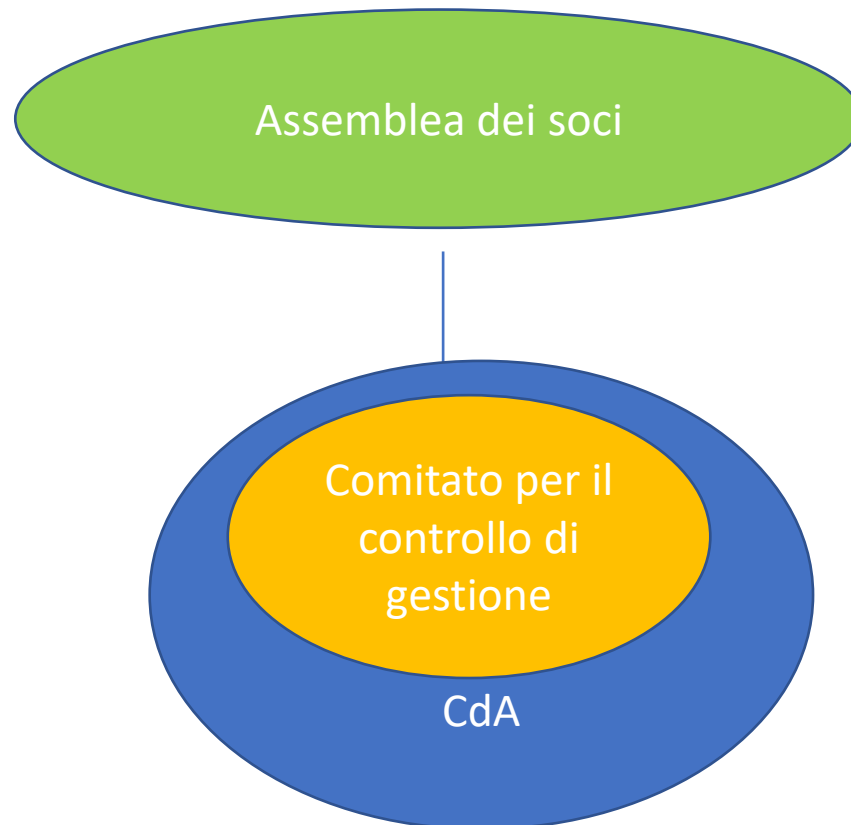 Assemblea dei soci
Comitato per il
controllo di
gestione
CdA